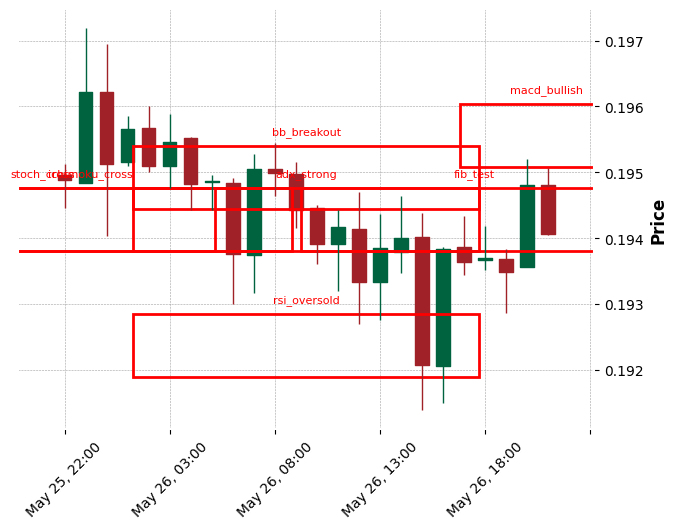 0.197
macd_bullish
0.196
bb_breakout
0.195
adx_strong
fib_test
0.194
Price
0.193
rsi_oversold
0.192
May 25, 22:00
May 26, 03:00
May 26, 08:00
May 26, 13:00
May 26, 18:00